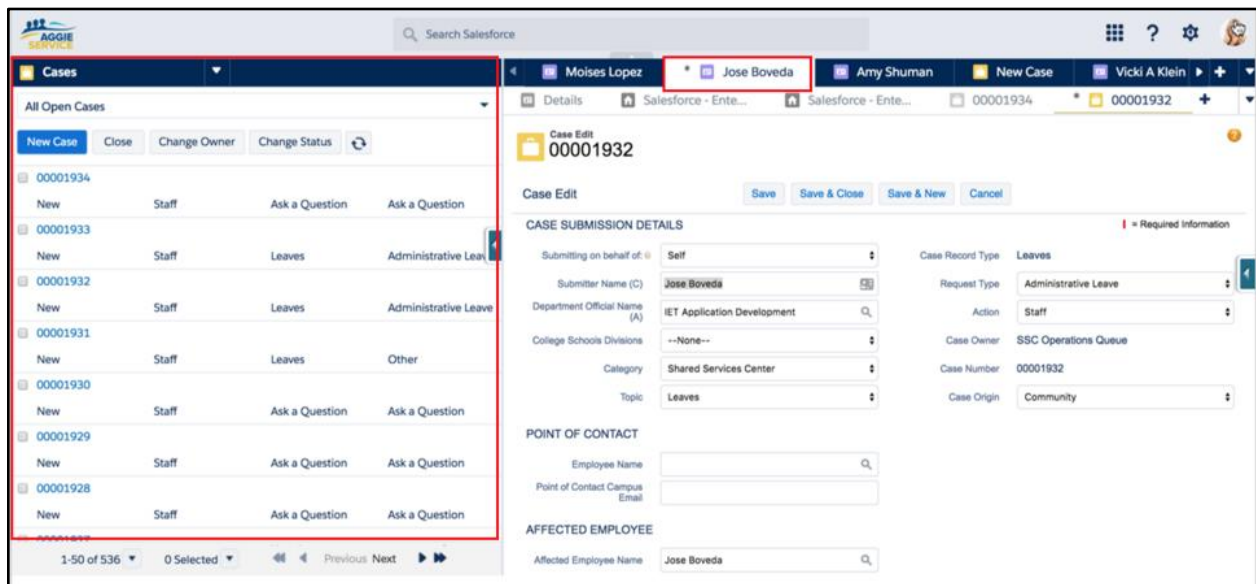 AGGIE
SERVICE
Search Salesforce
?
Cases
Moises Lopez
* Jose Boveda
Amy Shuman
New Case
Vicki A Klein
+
All Open Cases
Details
Salesforce - Ente...
Salesforce - Ente...
00001934
* 00001932
+
New Case
Close
Change Owner
Change Status
Case Edit
00001932
?
00001934
New Staff Ask a Question Ask a Question
00001933
New Staff Leaves Administrative Leav
00001932
New Staff Leaves Administrative Leave
00001931
New Staff Leaves Other
00001930
New Staff Ask a Question Ask a Question
00001929
New Staff Ask a Question Ask a Question
00001928
New Staff Ask a Question Ask a Question
1-50 of 536
0 Selected
Previous Next
Case Edit
Save
Save & Close
Save & New
Cancel
CASE SUBMISSION DETAILS
= Required Information
Submitting on behalf of: Self
Case Record Type Leaves
Submitter Name (C) Jose Boveda
Request Type Administrative Leave
Department Official Name
(A)
IET Application Development
Action Staff
College Schools Divisions --None--
Case Owner SSC Operations Queue
Category Shared Services Center
Case Number 00001932
Topic Leaves
Case Origin Community
POINT OF CONTACT
Employee Name
Point of Contact Campus
Email
AFFECTED EMPLOYEE
Affected Employee Name Jose Boveda